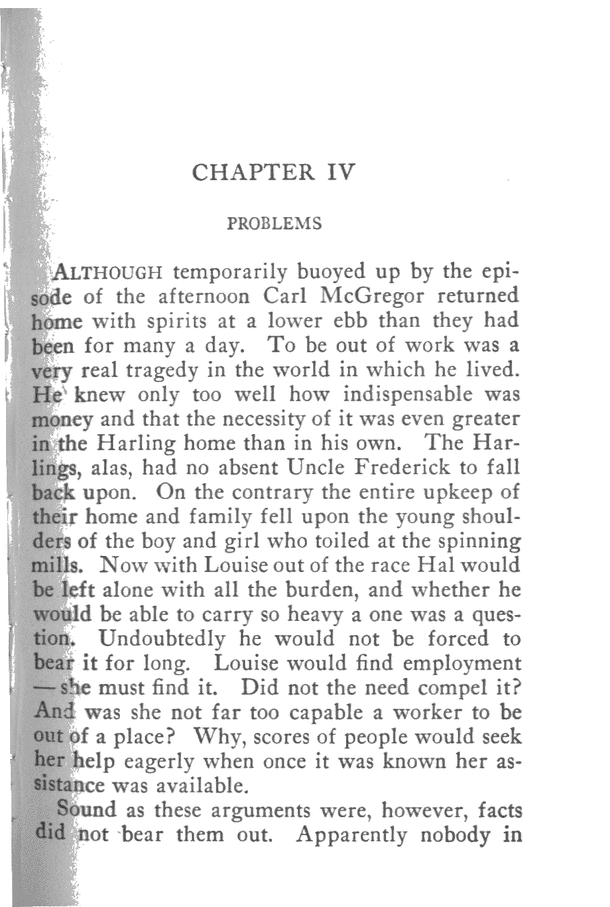 CHAPTER IV
PROBLEMS
ALTHOUGH temporarily buoyed up by the epi-
sode of the afternoon Carl McGregor returned
home with spirits at a lower ebb than they had
been for many a day. To be out of work was a
very real tragedy in the world in which he lived.
He knew only too well how indispensable was
money and that the necessity of it was even greater
in the Harling home than in his own. The Har-
lings, alas, had no absent Uncle Frederick to fall
back upon. On the contrary the entire upkeep of
their home and family fell upon the young shoul-
ders of the boy and girl who toiled at the spinning
mills. Now with Louise out of the race Hal would
be left alone with all the burden, and whether he
would be able to carry so heavy a one was a ques-
tion. Undoubtedly he would not be forced to
bear it for long. Louise would find employment
— she must find it. Did not the need compel it?
And was she not far too capable a worker to be
out of a place? Why, scores of people would seek
her help eagerly when once it was known her as-
sistance was available.
Sound as these arguments were, however, facts
did not bear them out. Apparently nobody in